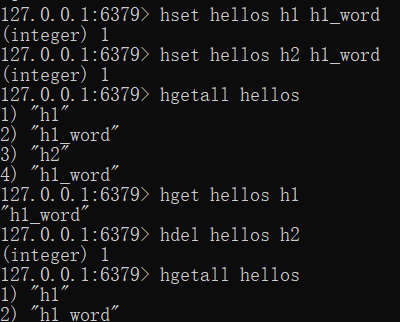 127.0.0.1:6379> hset hellos h1 h1_word
(integer) 1
127.0.0.1:6379> hset hellos h2 h1_word
(integer) 1
127.0.0.1:6379> hgetall hellos
1) "h1"
2) "h1_word"
3) "h2"
4) "h1_word"
127.0.0.1:6379> hget hellos h1
"h1_word"
127.0.0.1:6379> hdel hellos h2
(integer) 1
127.0.0.1:6379> hgetall hellos
1) "h1"
2) "h1_word"